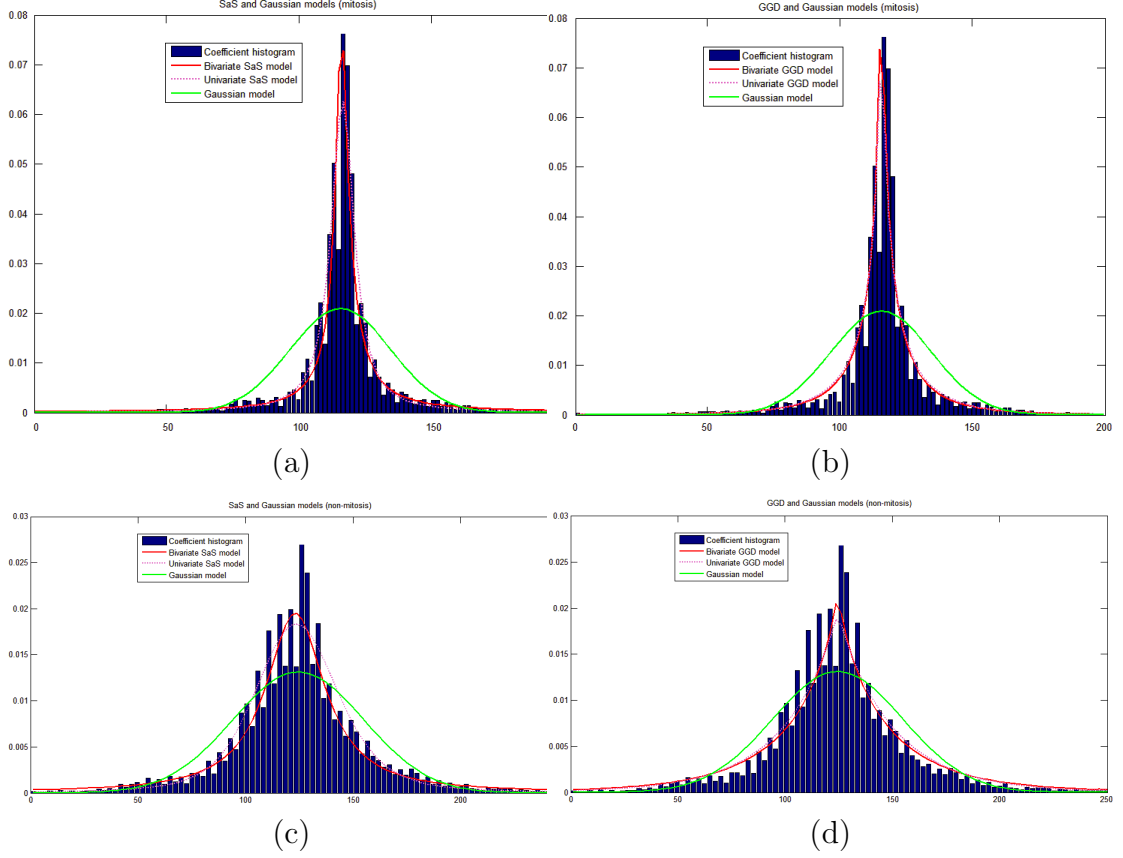 SaS and Gaussian models (mitosis)
0.08
0.07
0.06
0.05
0.04
0.03
0.02
0.01
0
0
50
100
150
Coefficient histogram
Bivariate SaS model
Univariate SaS model
Gaussian model
(a)
GGD and Gaussian models (mitosis)
0.08
0.07
0.06
0.05
0.04
0.03
0.02
0.01
0
0
50
100
150
200
Coefficient histogram
Bivariate GGD model
Univariate GGD model
Gaussian model
(b)
SaS and Gaussian models (non-mitosis)
0.03
0.025
0.02
0.015
0.01
0.005
0
0
50
100
150
200
Coefficient histogram
Bivariate SaS model
Univariate SaS model
Gaussian model
(c)
GGD and Gaussian models (non-mitosis)
0.03
0.025
0.02
0.015
0.01
0.005
0
0
50
100
150
200
250
Coefficient histogram
Bivariate GGD model
Univariate GGD model
Gaussian model
(d)